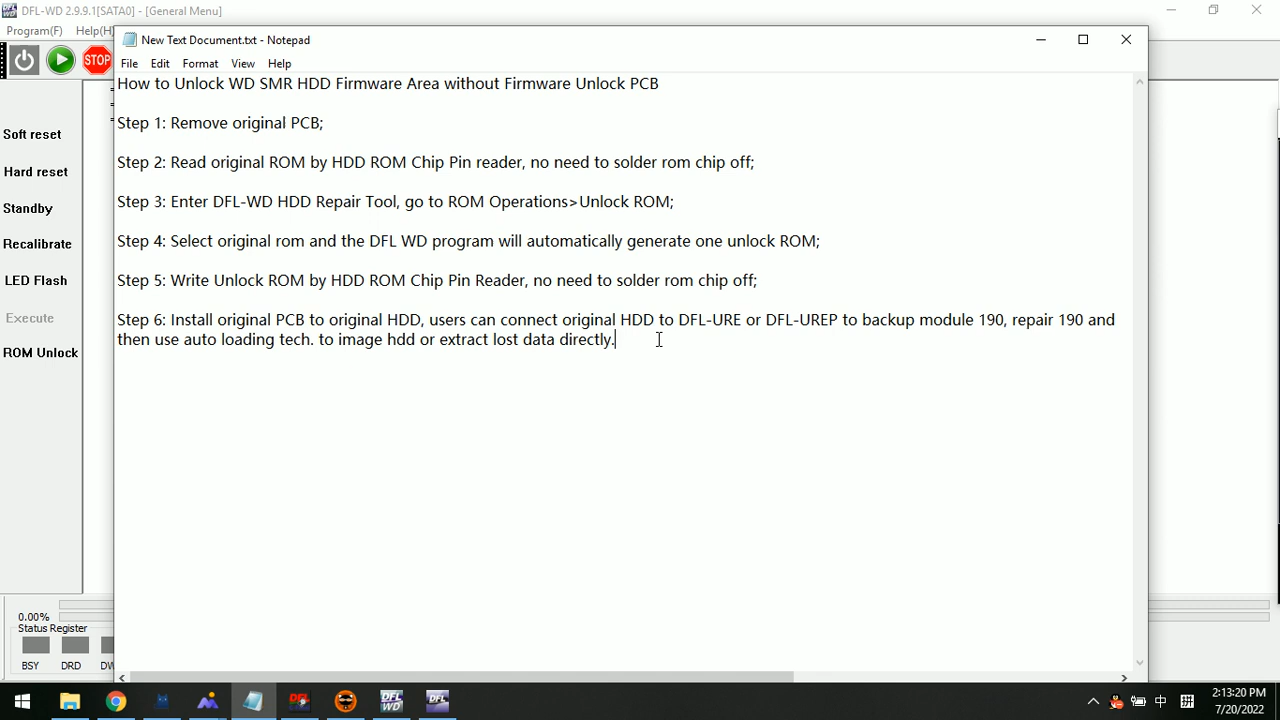 DFL-WD 2.9.9.1[SATA0] - [General Menu]
Program(F) Help(H)
STOP
New Text Document.txt - Notepad
File Edit Format View Help
How to Unlock WD SMR HDD Firmware Area without Firmware Unlock PCB
Step 1: Remove original PCB;
Step 2: Read original ROM by HDD ROM Chip Pin reader, no need to solder rom chip off;
Step 3: Enter DFL-WD HDD Repair Tool, go to ROM Operations>Unlock ROM;
Step 4: Select original rom and the DFL WD program will automatically generate one unlock ROM;
Step 5: Write Unlock ROM by HDD ROM Chip Pin Reader, no need to solder rom chip off;
Step 6: Install original PCB to original HDD, users can connect original HDD to DFL-URE or DFL-UREP to backup module 190, repair 190 and
then use auto loading tech. to image hdd or extract lost data directly.
Soft reset
Hard reset
Standby
Recalibrate
LED Flash
Execute
ROM Unlock
0.00%
Status Register
BSY DRD
DFL WD DFL
中 拼
2:13:20 PM
7/20/2022